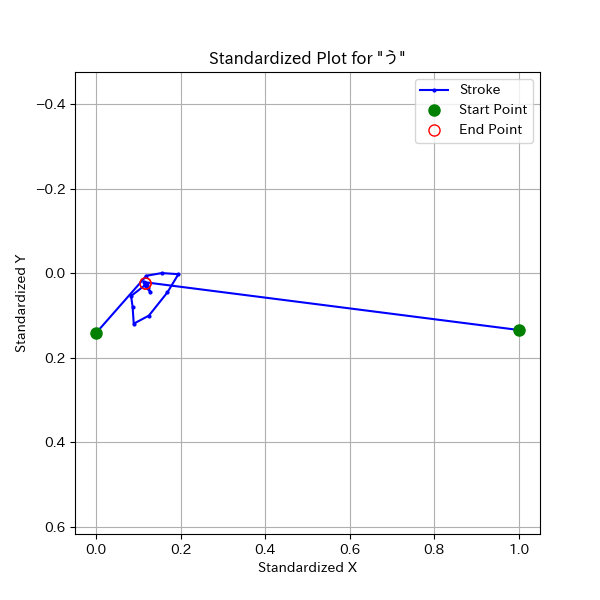 Standardized Plot for "う"
Stroke
Start Point
End Point
−0.4
−0.2
0.0
0.2
0.4
0.6
Standardized Y
0.0 0.2 0.4 0.6 0.8 1.0
Standardized X